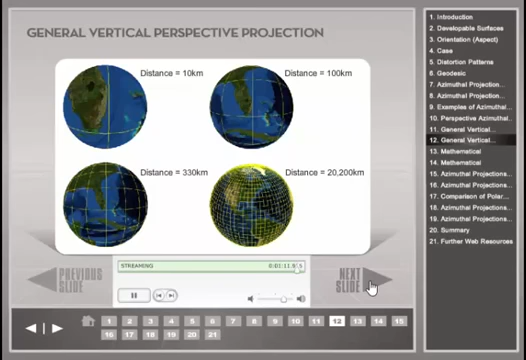 GENERAL VERTICAL PERSPECTIVE PROJECTION
Distance = 10km
Distance = 100km
Distance = 330km
Distance = 20,200km
STREAMING
PREVIOUS
SLIDE
NEXT
SLIDE
1 2 3 4 5 6 7 8 9 10 11 12 13 14 15
16 17 18 19 20 21
1. Introduction
2. Developable Surfaces
3. Orientation (Aspect)
4. Case
5. Distortion Patterns
6. Geodesic
7. Azimuthal Projection...
8. Azimuthal Projection...
9. Examples of Azimuthal...
10. Perspective Azimuthal...
11. General Vertical...
12. General Vertical...
13. Mathematical
14. Mathematical
15. Azimuthal Projections...
16. Azimuthal Projections...
17. Comparison of Polar...
18. Azimuthal Projections...
19. Azimuthal Projections...
20. Summary
21. Further Web Resources